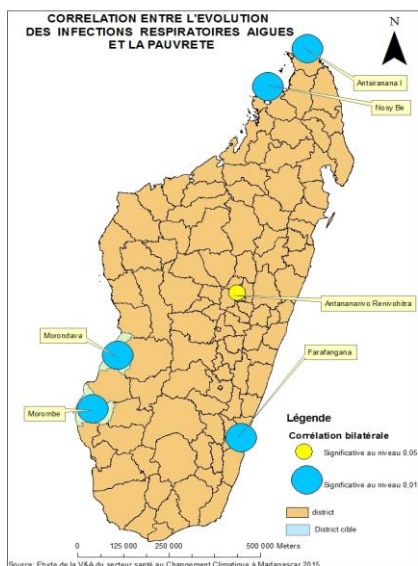 CORRELATION ENTRE L'EVOLUTION
DES INFECTIONS RESPIRATOIRES AIGUES
ET LA PAUVRETE
N
Antsiranana I
Nosy Be
Antananarivo Renivohitra
Morondava
Farafangana
Morombe
Légende
Corrélation bilatérale
Significative au niveau 0,05
Significative au niveau 0,01
district
District cible
0 125 000 250 000 500 000 Meters
Source: Etude de la V&A du secteur santé au Changement Climatique à Madagascar 2015